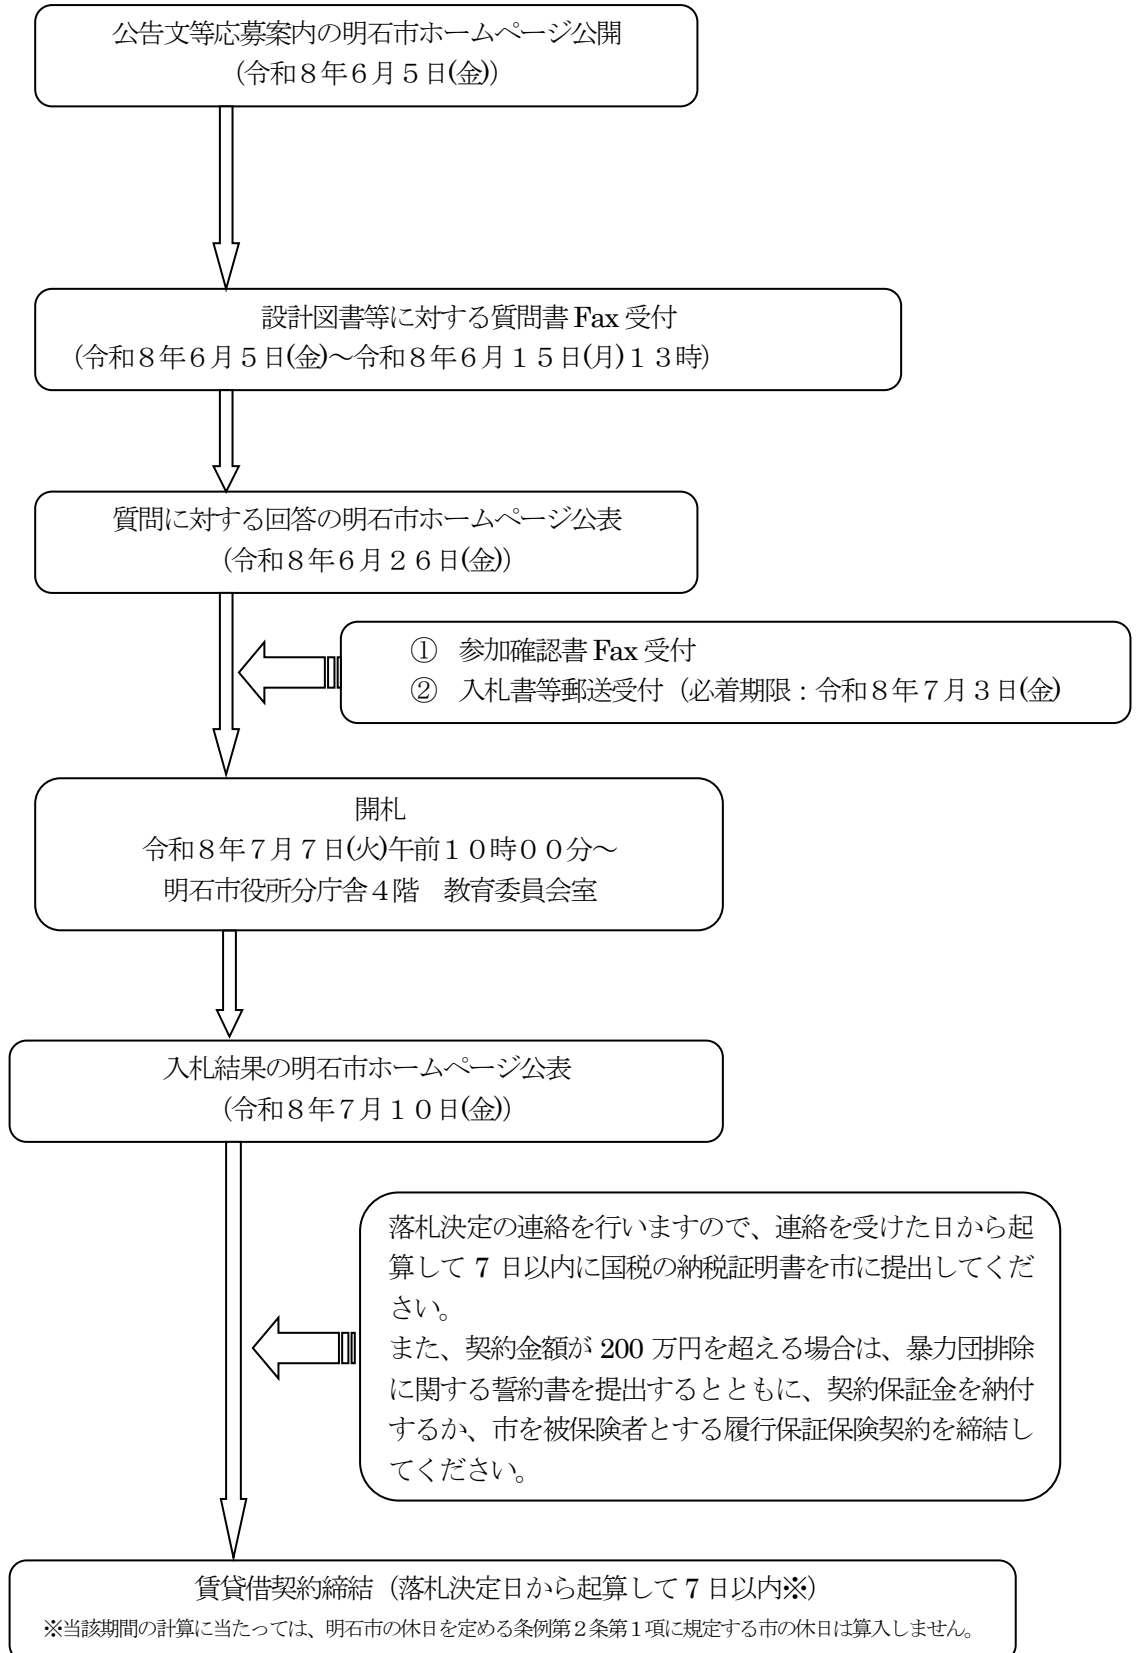 公告文等応募案内の明石市ホームページ公開
(令和８年６月５日(金))
設計図書等に対する質問書 Fax 受付
(令和８年６月５日(金)～令和８年６月１５日(月)１３時)
質問に対する回答の明石市ホームページ公表
(令和８年６月２６日(金))
① 参加確認書 Fax 受付
② 入札書等郵送受付（必着期限：令和８年７月３日(金)
開札
令和８年７月７日(火)午前１０時００分～
明石市役所分庁舎４階　教育委員会室
入札結果の明石市ホームページ公表
(令和８年７月１０日(金))
落札決定の連絡を行いますので、連絡を受けた日から起
算して 7 日以内に国税の納税証明書を市に提出してくだ
さい。
また、契約金額が 200 万円を超える場合は、暴力団排除
に関する誓約書を提出するとともに、契約保証金を納付
するか、市を被保険者とする履行保証保険契約を締結し
てください。
賃貸借契約締結（落札決定日から起算して 7 日以内※）
※当該期間の計算に当たっては、明石市の休日を定める条例第２条第１項に規定する市の休日は算入しません。